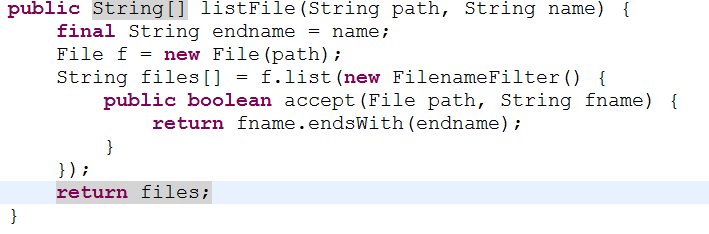 public String[] listFile(String path, String name) {
    final String endname = name;
    File f = new File(path);
    String files[] = f.list(new FilenameFilter() {
        public boolean accept(File path, String fname) {
            return fname.endsWith(endname);
        }
    });
    return files;
}